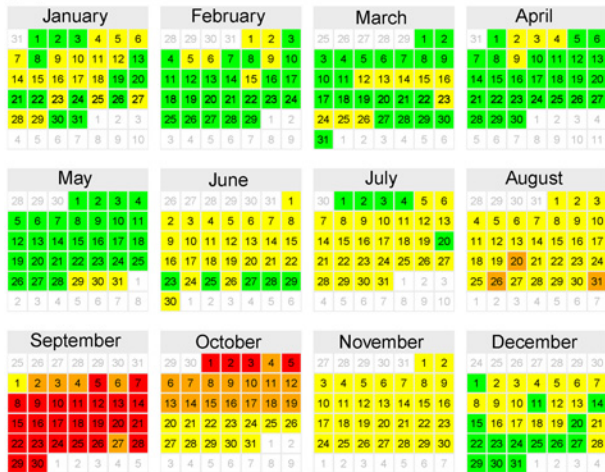 January February March April
31 1 2 3 4 5 6 28 29 30 31 1 2 3 25 26 27 28 29 1 2 31 1 2 3 4 5 6
7 8 9 10 11 12 13 4 5 6 7 8 9 10 3 4 5 6 7 8 9 7 8 9 10 11 12 13
14 15 16 17 18 19 20 11 12 13 14 15 16 17 10 11 12 13 14 15 16 14 15 16 17 18 19 20
21 22 23 24 25 26 27 18 19 20 21 22 23 24 17 18 19 20 21 22 23 21 22 23 24 25 26 27
28 29 30 31 1 2 3 25 26 27 28 29 1 2 24 25 26 27 28 29 30 28 29 30 1 2 3 4
4 5 6 7 8 9 10 3 4 5 6 7 8 9 31 1 2 3 4 5 6 5 6 7 8 9 10 11
May June July August
28 29 30 1 2 3 4 26 27 28 29 30 31 1 30 1 2 3 4 5 6 28 29 30 31 1 2 3
5 6 7 8 9 10 11 2 3 4 5 6 7 8 7 8 9 10 11 12 13 4 5 6 7 8 9 10
12 13 14 15 16 17 18 9 10 11 12 13 14 15 14 15 16 17 18 19 20 11 12 13 14 15 16 17
19 20 21 22 23 24 25 16 17 18 19 20 21 22 21 22 23 24 25 26 27 18 19 20 21 22 23 24
26 27 28 29 30 31 1 23 24 25 26 27 28 29 28 29 30 31 1 2 3 25 26 27 28 29 30 31
2 3 4 5 6 7 8 30 1 2 3 4 5 6 4 5 6 7 8 9 10 1 2 3 4 5 6 7
September October November December
25 26 27 28 29 30 31 29 30 1 2 3 4 5 27 28 29 30 31 1 2 24 25 26 27 28 29 30
1 2 3 4 5 6 7 6 7 8 9 10 11 12 3 4 5 6 7 8 9 1 2 3 4 5 6 7
8 9 10 11 12 13 14 13 14 15 16 17 18 19 10 11 12 13 14 15 16 8 9 10 11 12 13 14
15 16 17 18 19 20 21 20 21 22 23 24 25 26 17 18 19 20 21 22 23 15 16 17 18 19 20 21
22 23 24 25 26 27 28 27 28 29 30 31 1 2 24 25 26 27 28 29 30 22 23 24 25 26 27 28
29 30 1 2 3 4 5 3 4 5 6 7 8 9 1 2 3 4 5 6 7 29 30 31 1 2 3 4